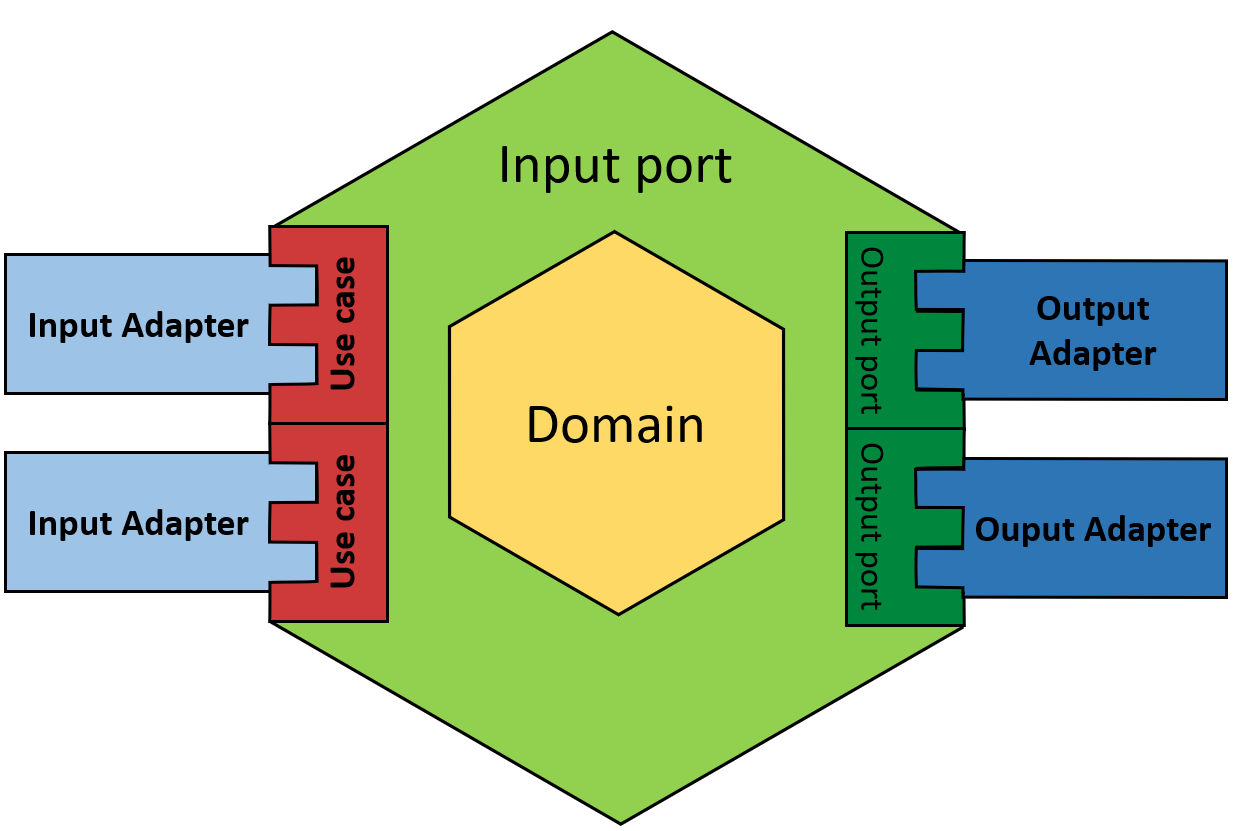 Input port
Input Adapter
Use case
Domain
Output port
Output
Adapter
Input Adapter
Use case
Output port
Ouput Adapter